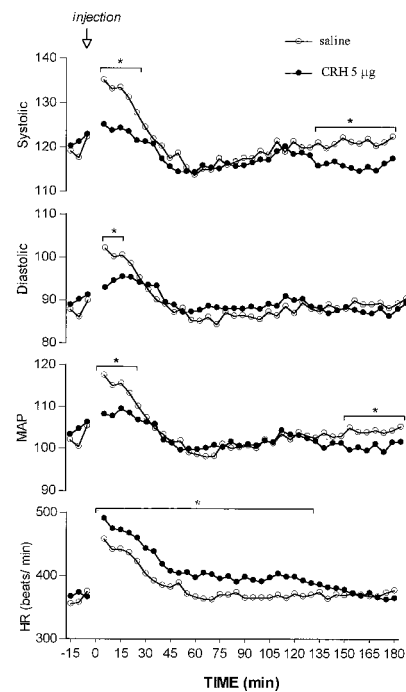 injection
*
saline
CRH 5 µg
*
140
130
120
110
Systolic
*
110
100
90
80
Diastolic
*
*
120
110
100
90
MAP
*
500
400
300
HR (beats/ min)
-15 0 15 30 45 60 75 90 105 120 135 150 165 180
TIME (min)